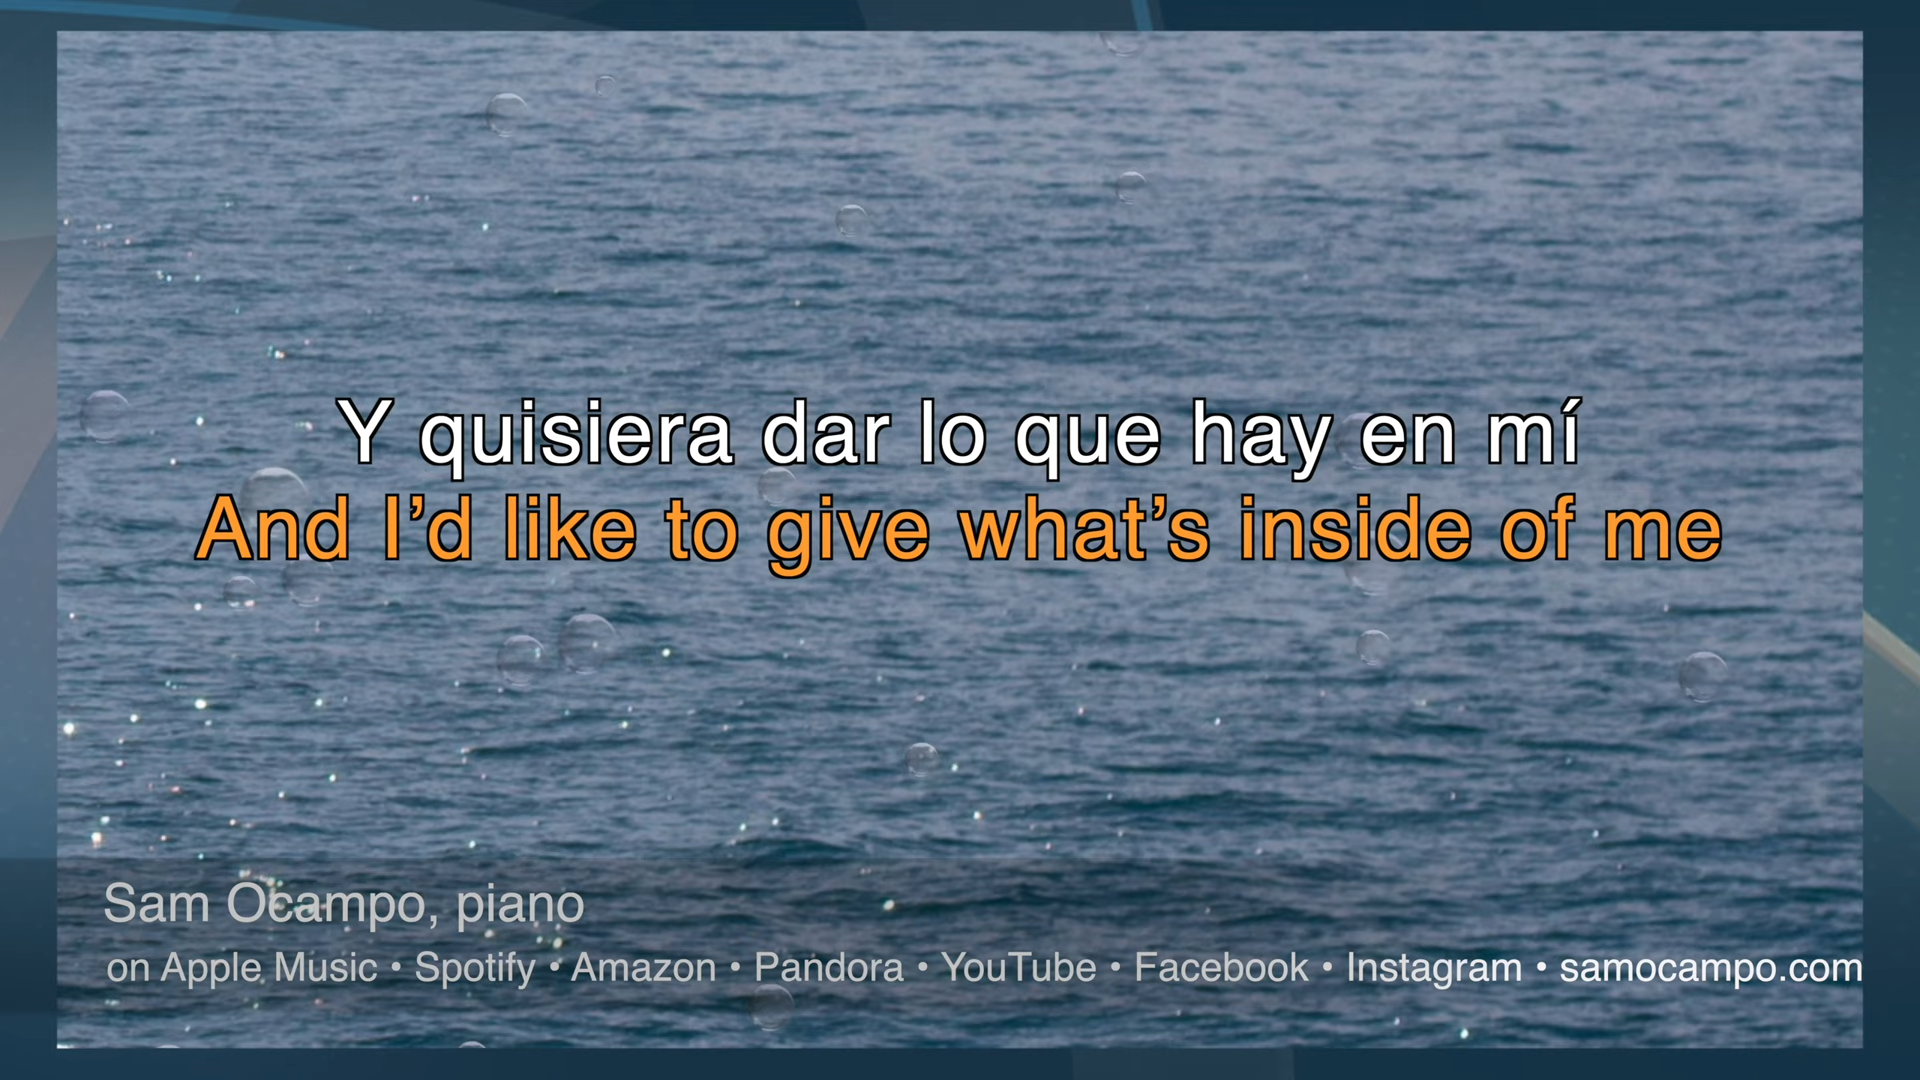 Y quisiera dar lo que hay en mí
And I’d like to give what’s inside of me
Sam Ocampo, piano
on Apple Music • Spotify • Amazon • Pandora • YouTube • Facebook • Instagram • samocampo.com